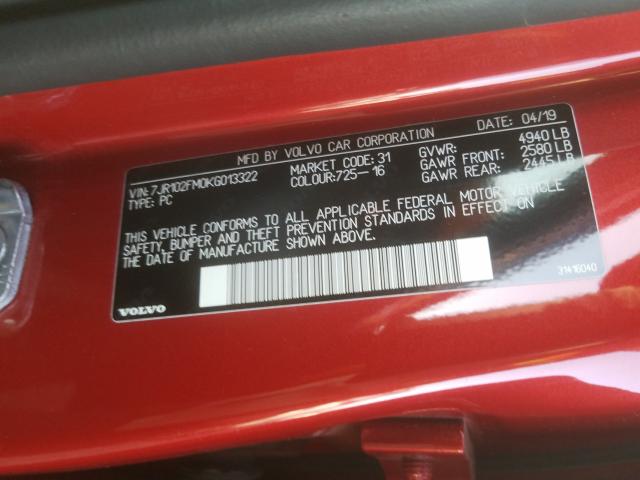 MFD BY VOLVO CAR CORPORATION DATE: 04/19
VIN: 7JR102FM0KG013322 MARKET CODE: 31 GVWR: 4940 LB
TYPE: PC COLOUR: 725-16 GAWR FRONT: 2580 LB
GAWR REAR: 2445 LB
THIS VEHICLE CONFORMS TO ALL APPLICABLE FEDERAL MOTOR VEHICLE
SAFETY, BUMPER AND THEFT PREVENTION STANDARDS IN EFFECT ON
THE DATE OF MANUFACTURE SHOWN ABOVE.
31416040
VOLVO